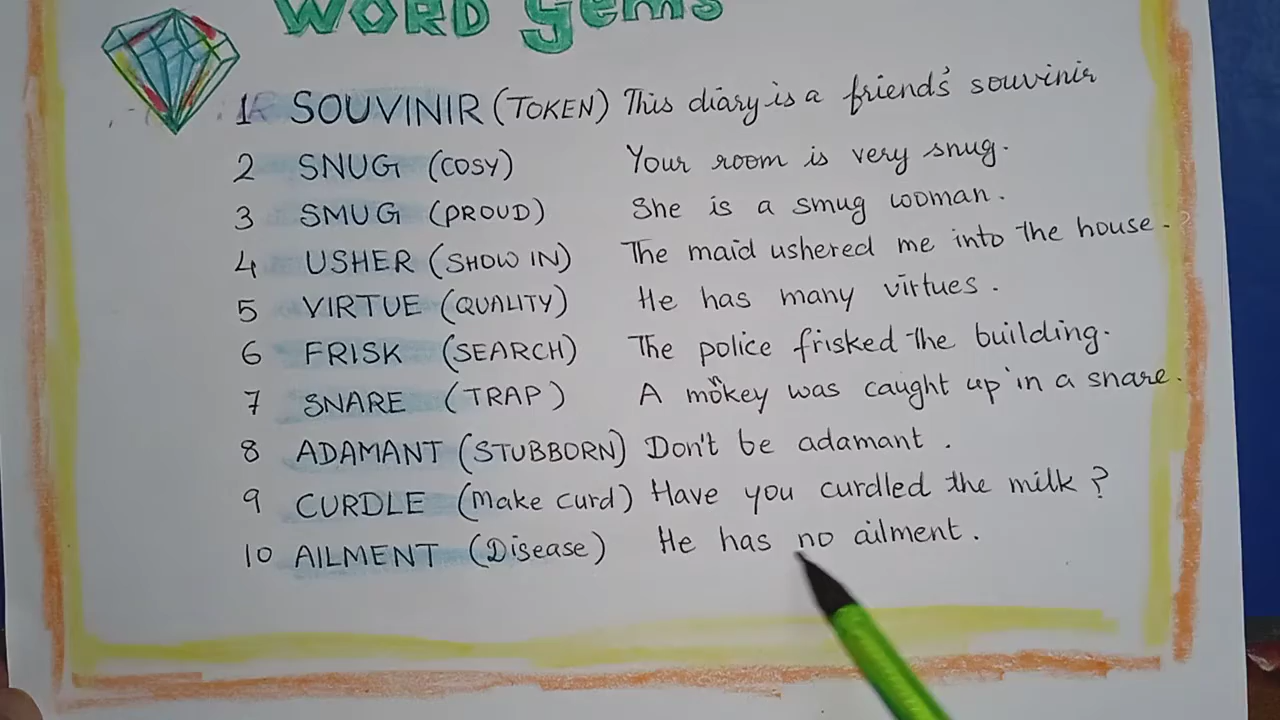 WORD Gems
1 SOUVINIR (TOKEN) This diary is a friend's souvinir
2 SNUG (COSY) Your room is very snug.
3 SMUG (PROUD) She is a smug wooman.
4 USHER (SHOW IN) The maid ushered me into the house.
5 VIRTUE (QUALITY) He has many virtues.
6 FRISK (SEARCH) The police frisked the building.
7 SNARE (TRAP) A monkey was caught up in a snare.
8 ADAMANT (STUBBORN) Don't be adamant.
9 CURDLE (Make Curd) Have you curdled the milk?
10 AILMENT (Disease) He has no ailment.